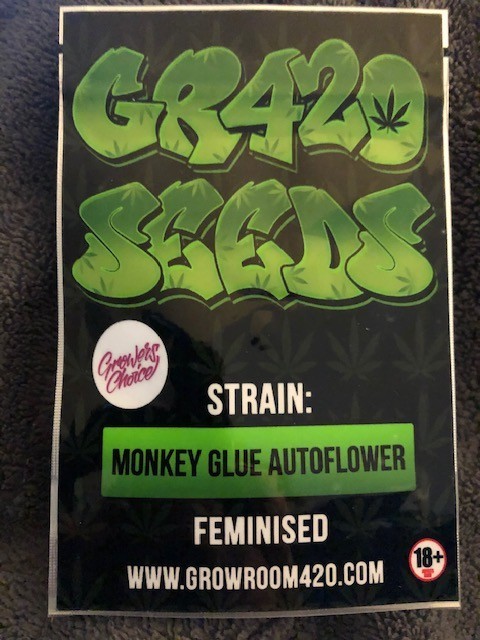 GR420
SEEDS
Growers
Choice
STRAIN:
MONKEY GLUE AUTOFLOWER
FEMINISED
WWW.GROWROOM420.COM
18+